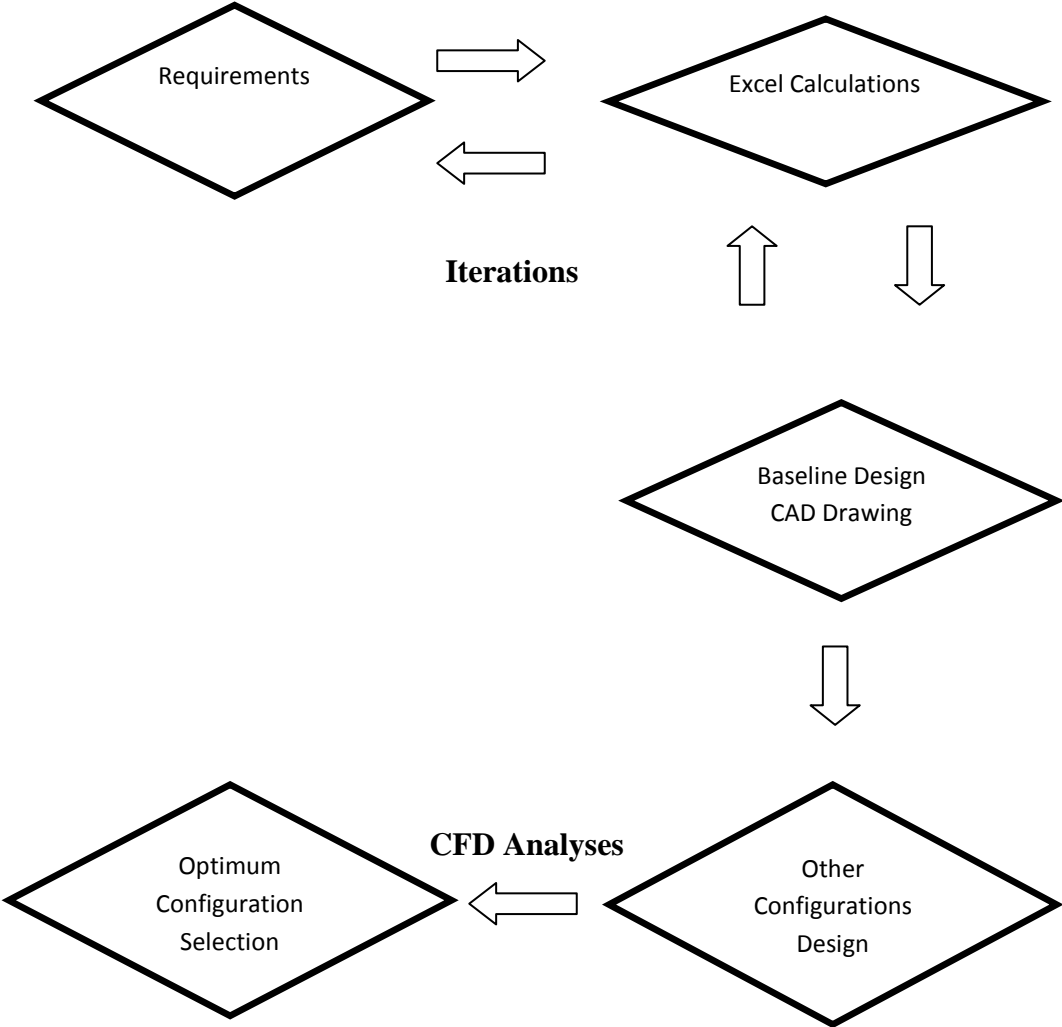 Requirements
Excel Calculations
Iterations
Baseline Design
CAD Drawing
CFD Analyses
Optimum
Configuration
Selection
Other
Configurations
Design